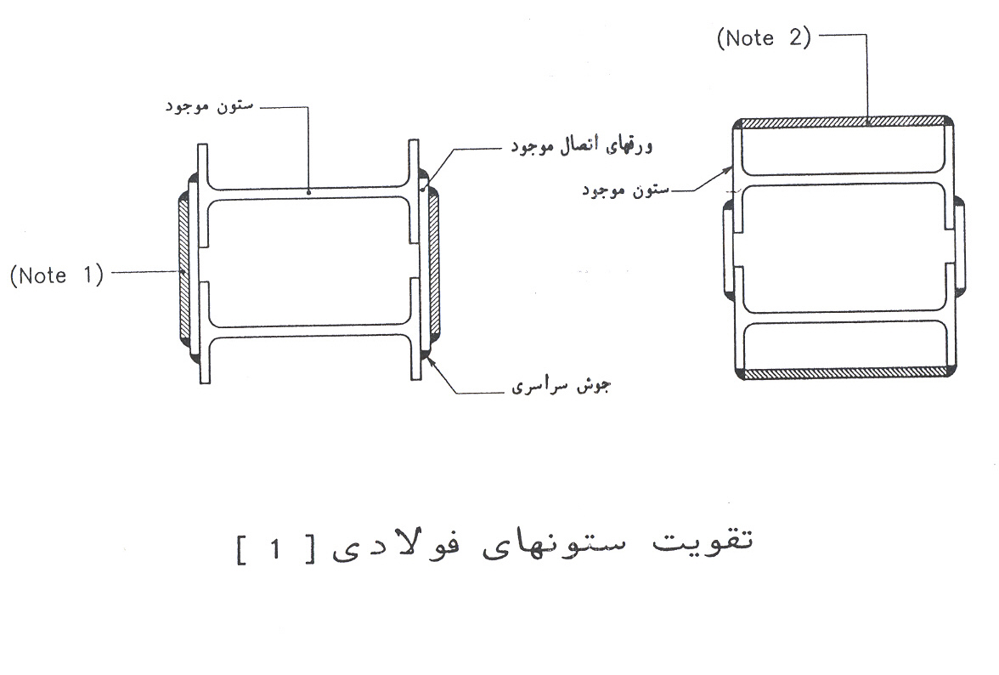 (Note 2)
ستون موجود
ورقهای اتصال موجود
ستون موجود
(Note 1)
جوش سراسری
تقویت ستونهای فولادی [ 1 ]